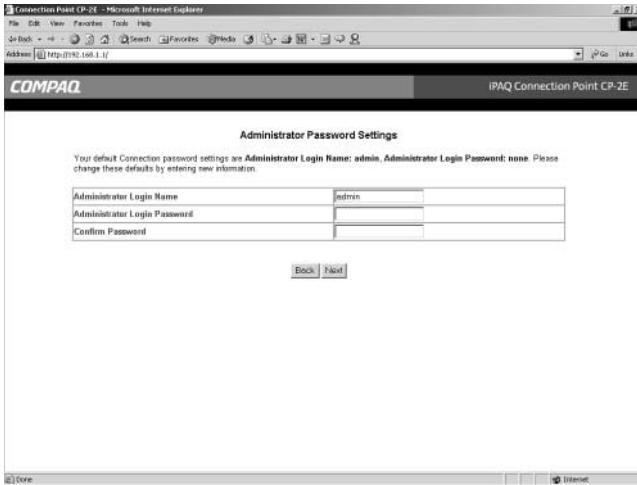 Connection Point CP-2E - Microsoft Internet Explorer
File Edit View Favorites Tools Help
Back Search Favorites Media
Address http://192.168.1.1/ Go Links
COMPAQ iPAQ Connection Point CP-2E
Administrator Password Settings
Your default Connection password settings are Administrator Login Name: admin, Administrator Login Password: none. Please
change these defaults by entering new information.
Administrator Login Name admin
Administrator Login Password
Confirm Password
Back Next
Done Internet